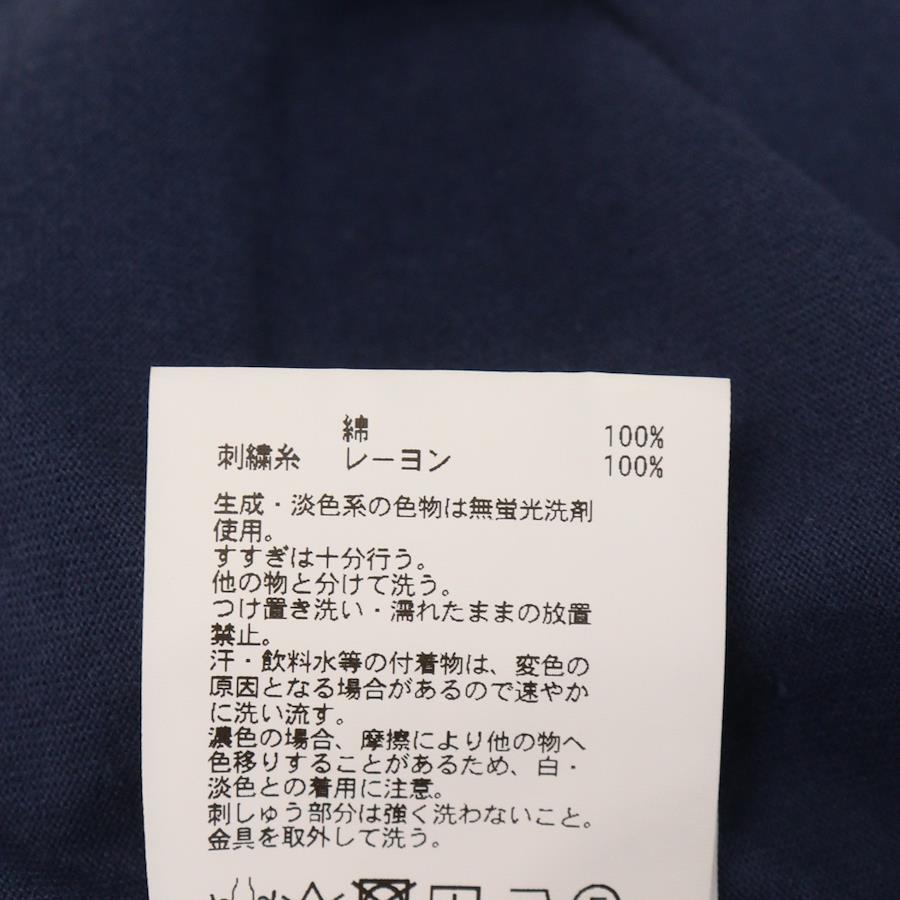 綿 100%
刺繍糸 レーヨン 100%
生成・淡色系の色物は無蛍光洗剤
使用。
すすぎは十分行う。
他の物と分けて洗う。
つけ置き洗い・濡れたままの放置
禁止。
汗・飲料水等の付着物は、変色の
原因となる場合があるので速やか
に洗い流す。
濃色の場合、摩擦により他の物へ
色移りすることがあるため、白・
淡色との着用に注意。
刺しゅう部分は強く洗わないこと。
金具を取外して洗う。